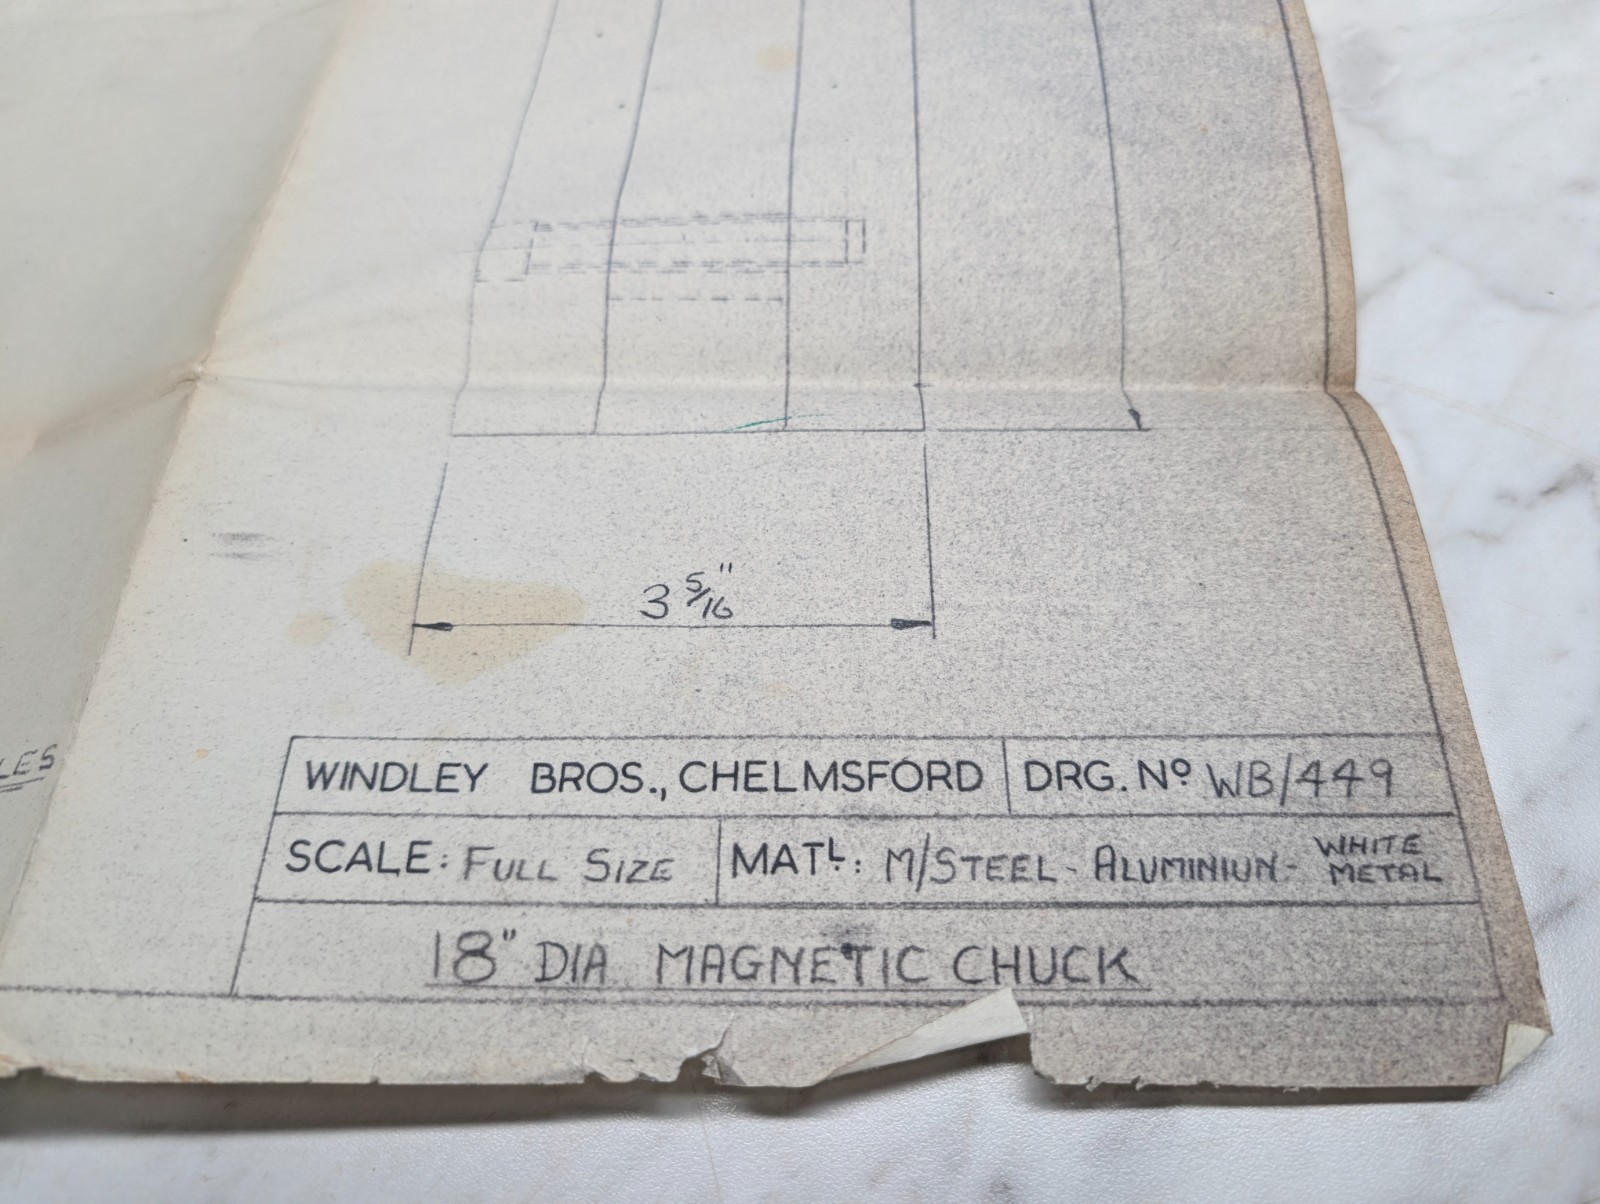 3 5/16"
LES
WINDLEY BROS., CHELMSFORD DRG. Nº WB/449
SCALE: FULL SIZE MATL: M/STEEL - ALUMINIUN - WHITE METAL
18" DIA MAGNETIC CHUCK